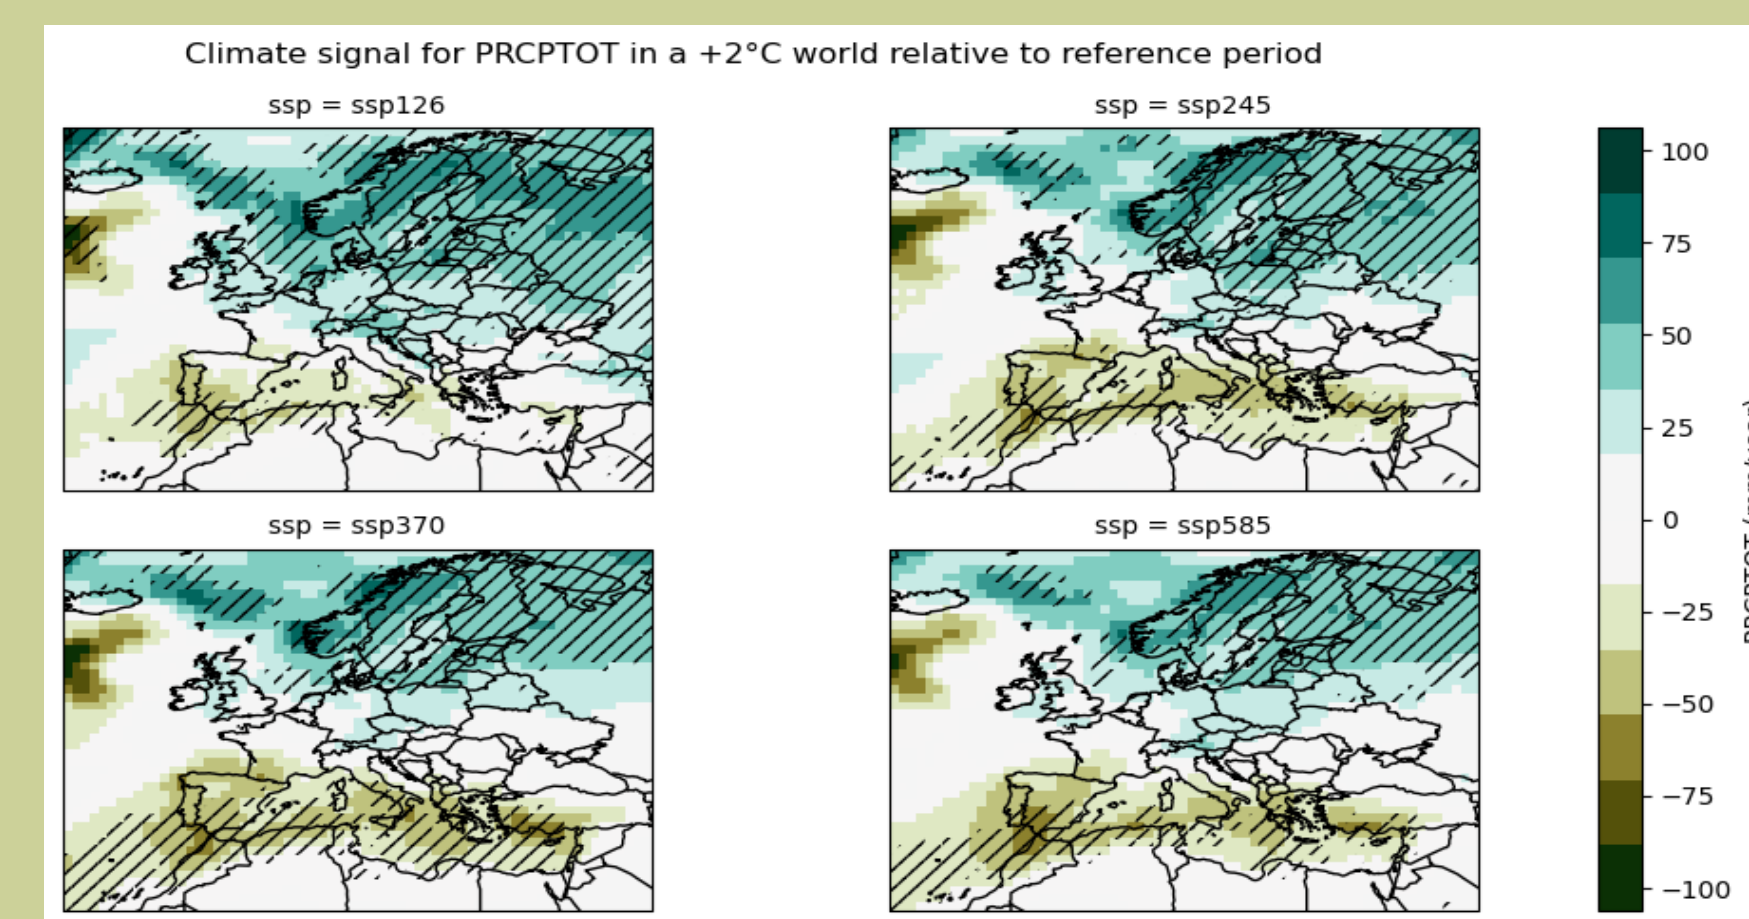 Climate signal for PRCPTOT in a +2°C world relative to reference period
ssp = ssp126
ssp = ssp245
ssp = ssp370
ssp = ssp585
100
75
50
25
0
−25
−50
−75
−100